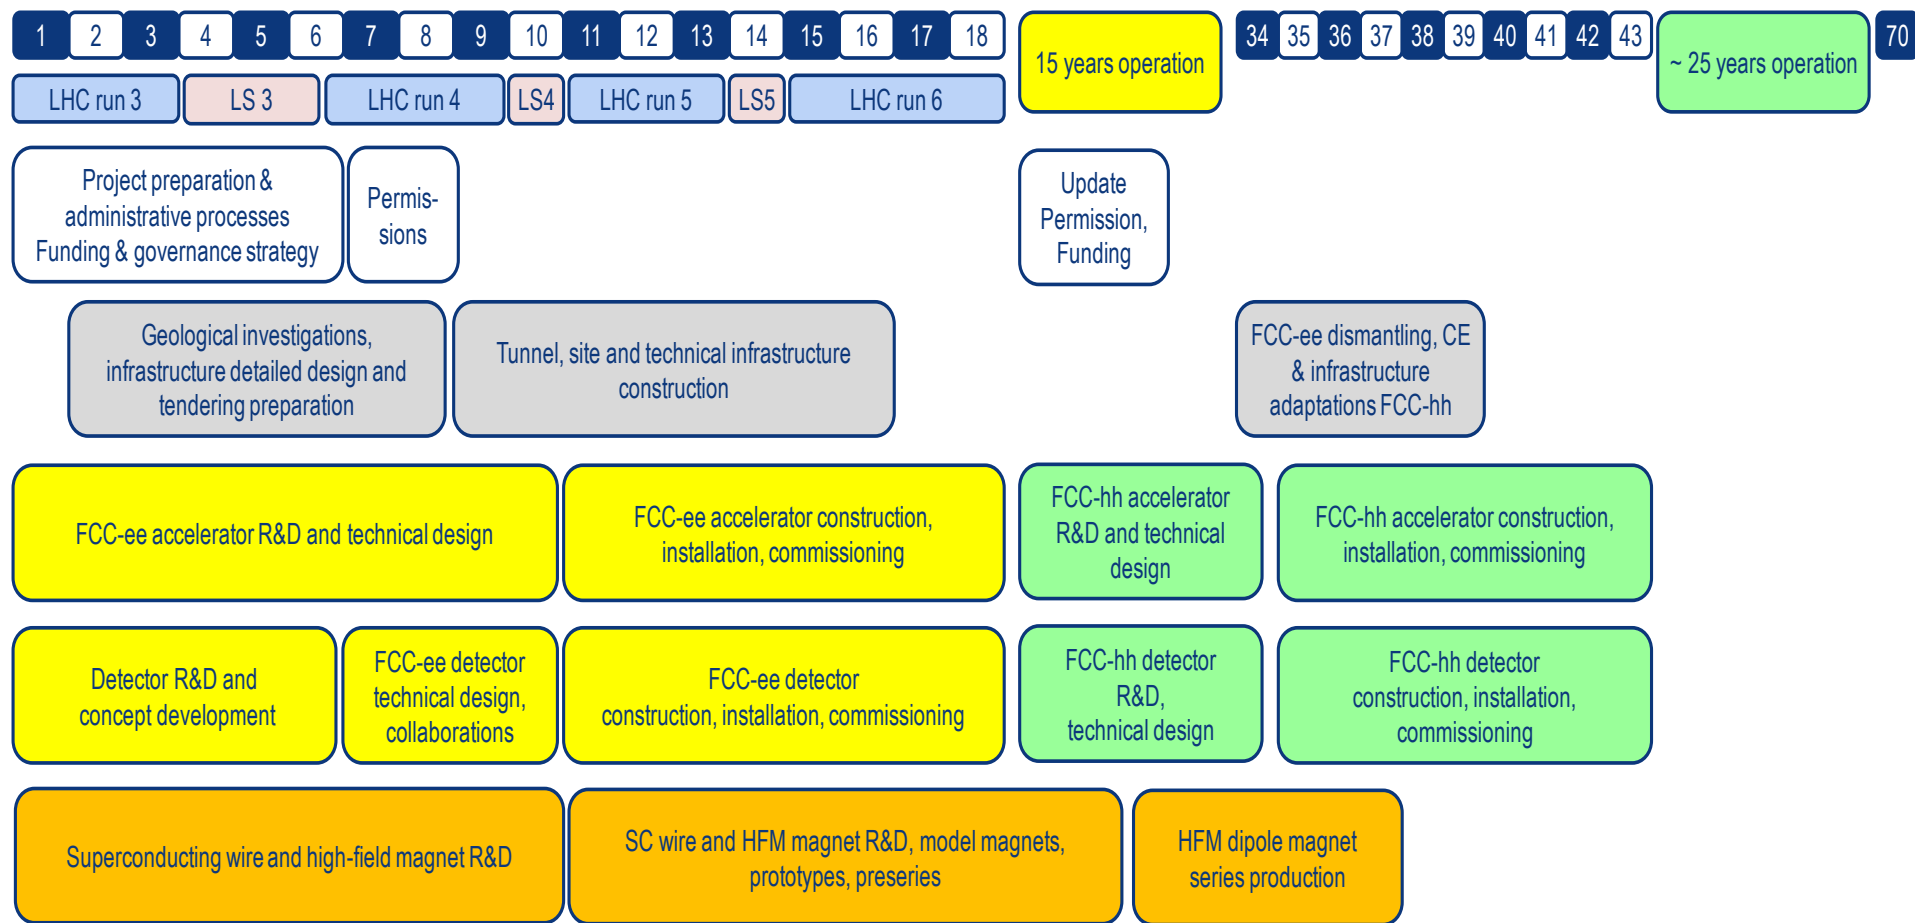 1 2 3 4 5 6 7 8 9 10 11 12 13 14 15 16 17 18
15 years operation
34 35 36 37 38 39 40 41 42 43
~ 25 years operation
70
LHC run 3
LS 3
LHC run 4
LS4
LHC run 5
LS5
LHC run 6
Project preparation &
administrative processes
Funding & governance strategy
Permis-
sions
Update
Permission,
Funding
Geological investigations,
infrastructure detailed design and
tendering preparation
Tunnel, site and technical infrastructure
construction
FCC-ee dismantling, CE
& infrastructure
adaptations FCC-hh
FCC-ee accelerator R&D and technical design
FCC-ee accelerator construction,
installation, commissioning
FCC-hh accelerator
R&D and technical
design
FCC-hh accelerator construction,
installation, commissioning
Detector R&D and
concept development
FCC-ee detector
technical design,
collaborations
FCC-ee detector
construction, installation, commissioning
FCC-hh detector
R&D,
technical design
FCC-hh detector
construction, installation,
commissioning
Superconducting wire and high-field magnet R&D
SC wire and HFM magnet R&D, model magnets,
prototypes, preseries
HFM dipole magnet
series production